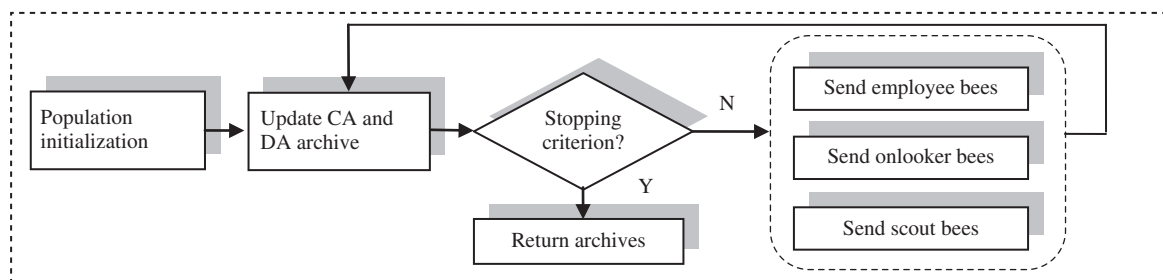 Population
initialization
Update CA and
DA archive
Stopping
criterion?
N
Y
Return archives
Send employee bees
Send onlooker bees
Send scout bees